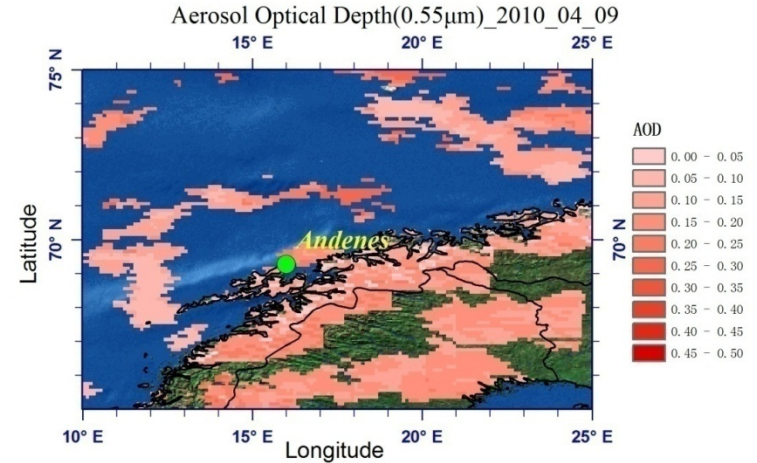 Aerosol Optical Depth(0.55μm)_2010_04_09
15° E 20° E 25° E
75° N
70° N
Latitude
Andenes
70° N
10° E 15° E 20° E 25° E
Longitude
AOD
0.00 - 0.05
0.05 - 0.10
0.10 - 0.15
0.15 - 0.20
0.20 - 0.25
0.25 - 0.30
0.30 - 0.35
0.35 - 0.40
0.40 - 0.45
0.45 - 0.50